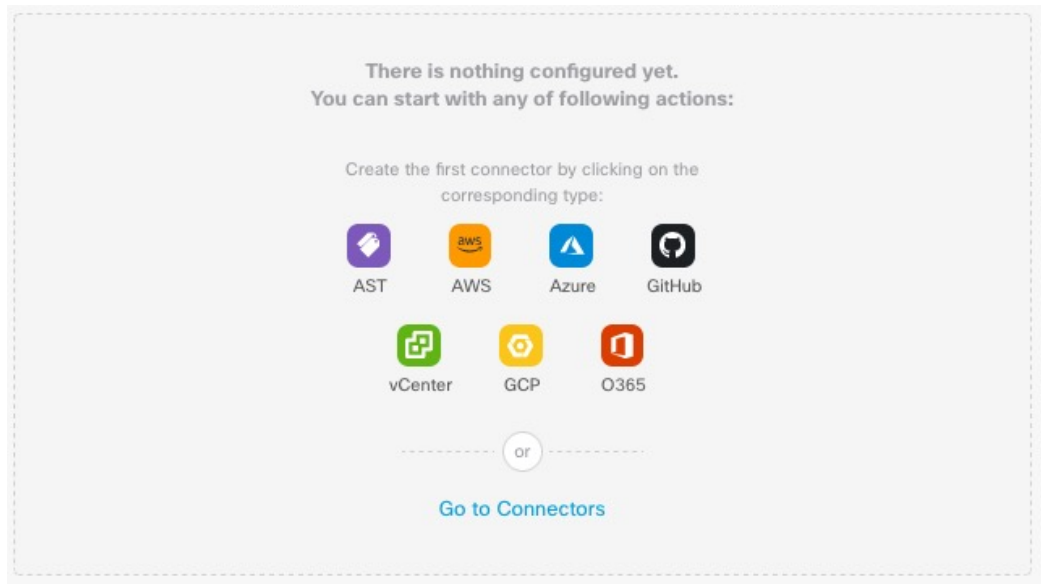 There is nothing configured yet.
You can start with any of following actions:
Create the first connector by clicking on the
corresponding type:
aws
AST AWS Azure GitHub
vCenter GCP O365
or
Go to Connectors